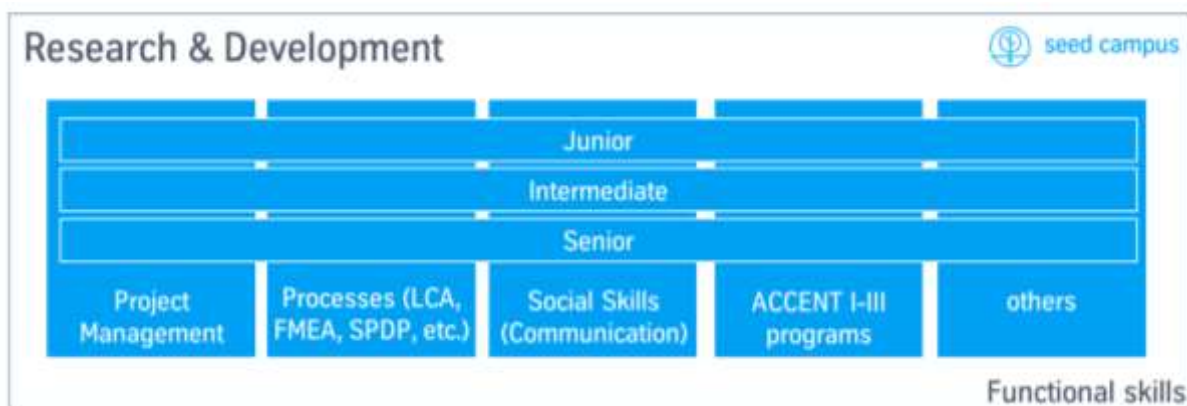 Research & Development
seed campus
Junior
Intermediate
Senior
Project
Management
Processes (LCA,
FMEA, SPDP, etc.)
Social Skills
(Communication)
ACCENT I-III
programs
others
Functional skills